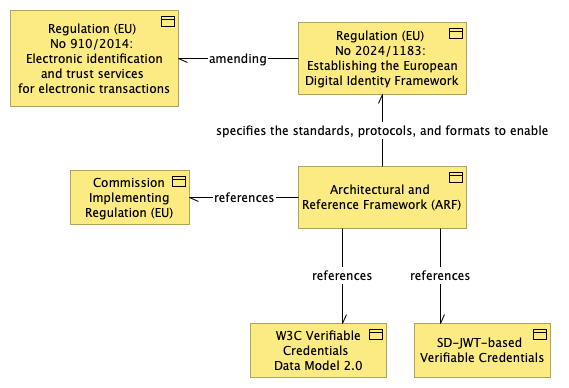 Regulation (EU)
No 910/2014:
Electronic identification
and trust services
for electronic transactions
amending
Regulation (EU)
No 2024/1183:
Establishing the European
Digital Identity Framework
specifies the standards, protocols, and formats to enable
Commission
Implementing
Regulation (EU)
references
Architectural and
Reference Framework (ARF)
references
references
W3C Verifiable
Credentials
Data Model 2.0
SD-JWT-based
Verifiable Credentials